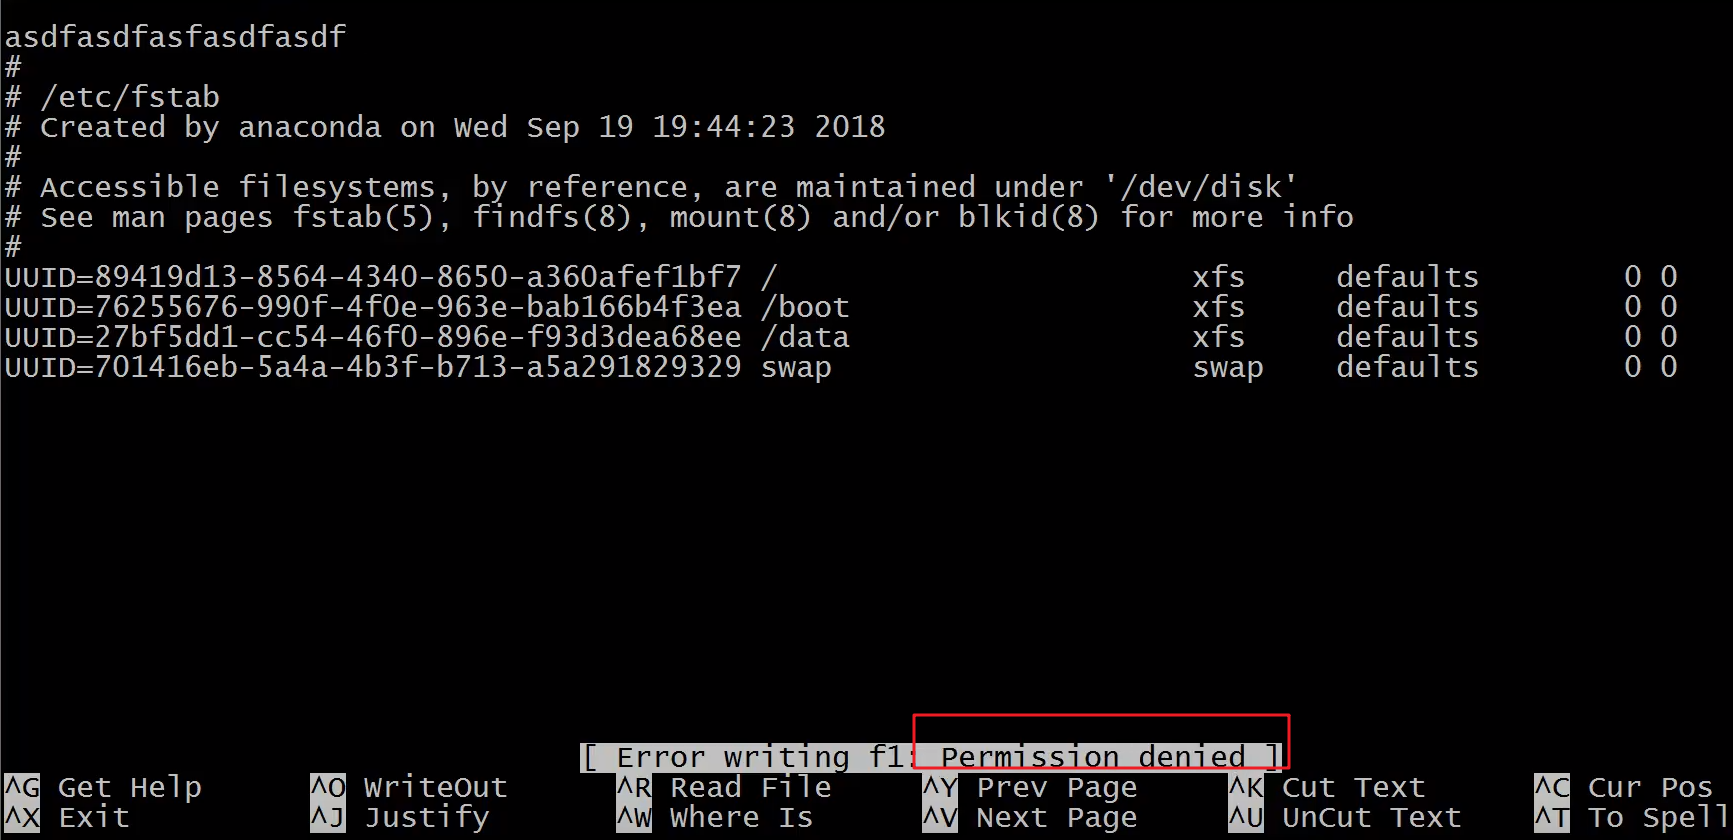 asdfasdfasfasdfasdf
#
# /etc/fstab
# Created by anaconda on Wed Sep 19 19:44:23 2018
#
# Accessible filesystems, by reference, are maintained under '/dev/disk'
# See man pages fstab(5), findfs(8), mount(8) and/or blkid(8) for more info
#
UUID=89419d13-8564-4340-8650-a360afef1bf7 / xfs defaults 0 0
UUID=76255676-990f-4f0e-963e-bab166b4f3ea /boot xfs defaults 0 0
UUID=27bf5dd1-cc54-46f0-896e-f93d3dea68ee /data xfs defaults 0 0
UUID=701416eb-5a4a-4b3f-b713-a5a291829329 swap swap defaults 0 0
[ Error writing f1: Permission denied ]
^G Get Help ^O WriteOut ^R Read File ^Y Prev Page ^K Cut Text ^C Cur Pos
^X Exit ^J Justify ^W Where Is ^V Next Page ^U UnCut Text ^T To Spell